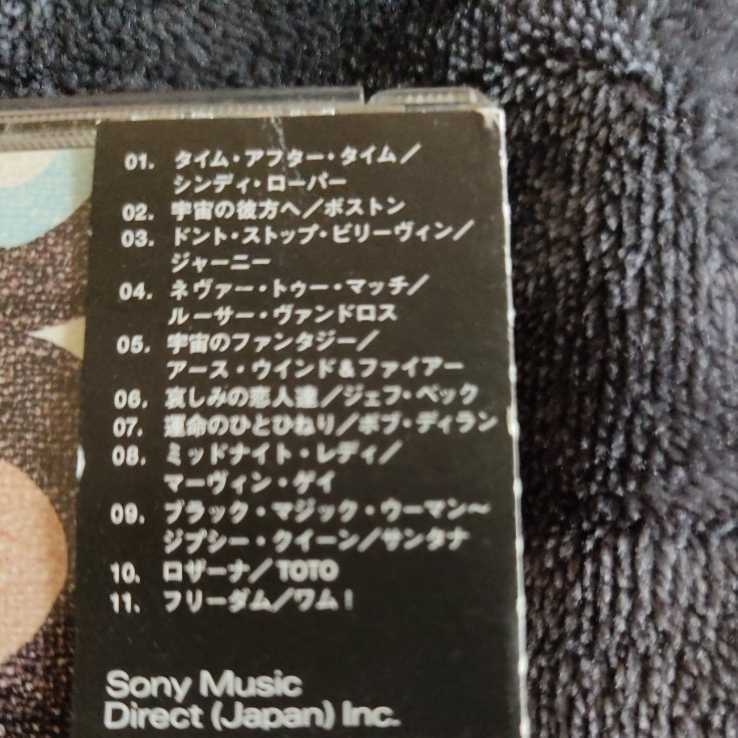 01. タイム・アフター・タイム／
シンディ・ローパー
02. 宇宙の彼方へ／ボストン
03. ドント・ストップ・ビリーヴィン／
ジャーニー
04. ネヴァー・トゥー・マッチ／
ルーサー・ヴァンドロス
05. 宇宙のファンタジー／
アース・ウインド&ファイアー
06. 哀しみの恋人達／ジェフ・ベック
07. 運命のひとひねり／ボブ・ディラン
08. ミッドナイト・レディ／
マーヴィン・ゲイ
09. ブラック・マジック・ウーマン～
ジプシー・クイーン／サンタナ
10. ロザーナ／TOTO
11. フリーダム／ワム！
Sony Music
Direct (Japan) Inc.